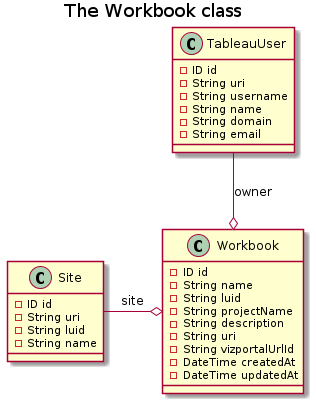 The Workbook class
C TableauUser
ID id
String uri
String username
String name
String domain
String email
owner
C Workbook
ID id
String name
String luid
String projectName
String description
String uri
String vizportalUrlId
DateTime createdAt
DateTime updatedAt
C Site
ID id
String uri
String luid
String name
site